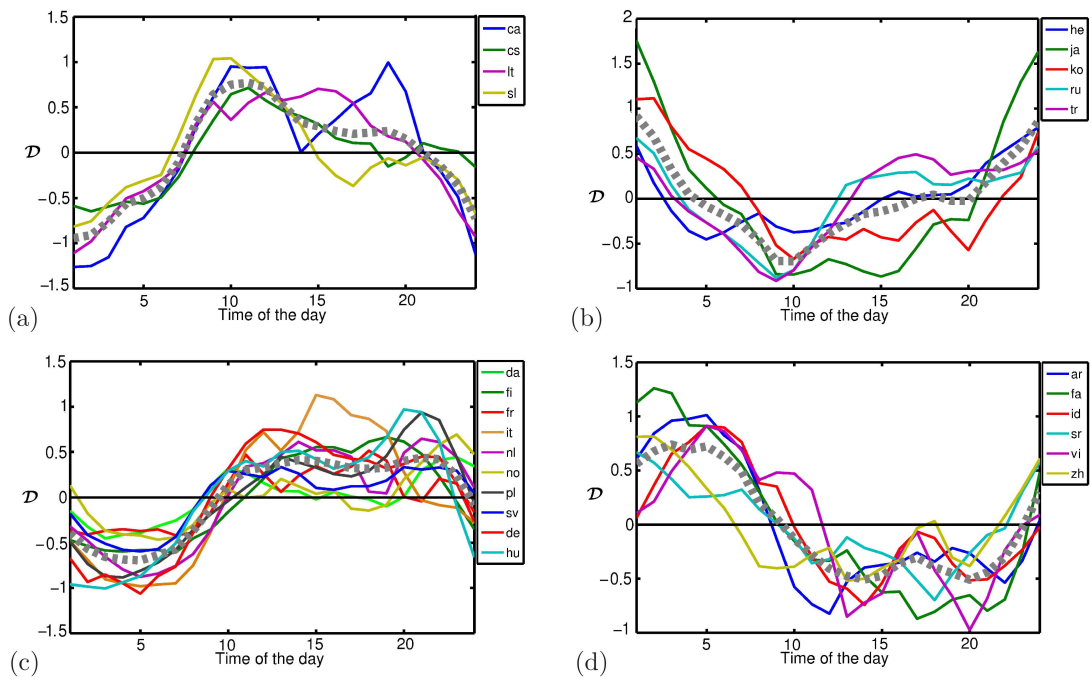 1.5
1
0.5
0
−0.5
−1
−1.5
𝒟
5
10
15
20
Time of the day
ca
cs
lt
sl
(a)
2
1.5
1
0.5
0
−0.5
−1
𝒟
5
10
15
20
Time of the day
he
ja
ko
ru
tr
(b)
1.5
1
0.5
0
−0.5
−1
−1.5
𝒟
5
10
15
20
Time of the day
da
fi
fr
it
nl
no
pl
sv
de
hu
(c)
1.5
1
0.5
0
−0.5
−1
𝒟
5
10
15
20
Time of the day
ar
fa
id
sr
vi
zh
(d)